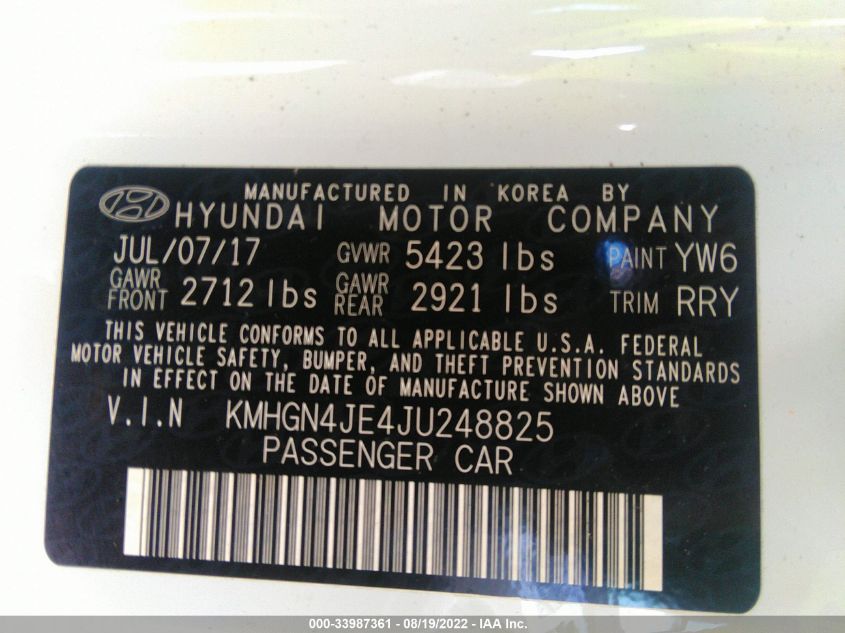 MANUFACTURED IN KOREA BY
HYUNDAI MOTOR COMPANY
JUL/07/17 GVWR 5423 lbs PAINT YW6
GAWR FRONT 2712 lbs GAWR REAR 2921 lbs TRIM RRY
THIS VEHICLE CONFORMS TO ALL APPLICABLE U.S.A. FEDERAL
MOTOR VEHICLE SAFETY, BUMPER, AND THEFT PREVENTION STANDARDS
IN EFFECT ON THE DATE OF MANUFACTURE SHOWN ABOVE
V.I.N KMHGN4JE4JU248825
PASSENGER CAR
000-33987361 - 08/19/2022 - IAA Inc.